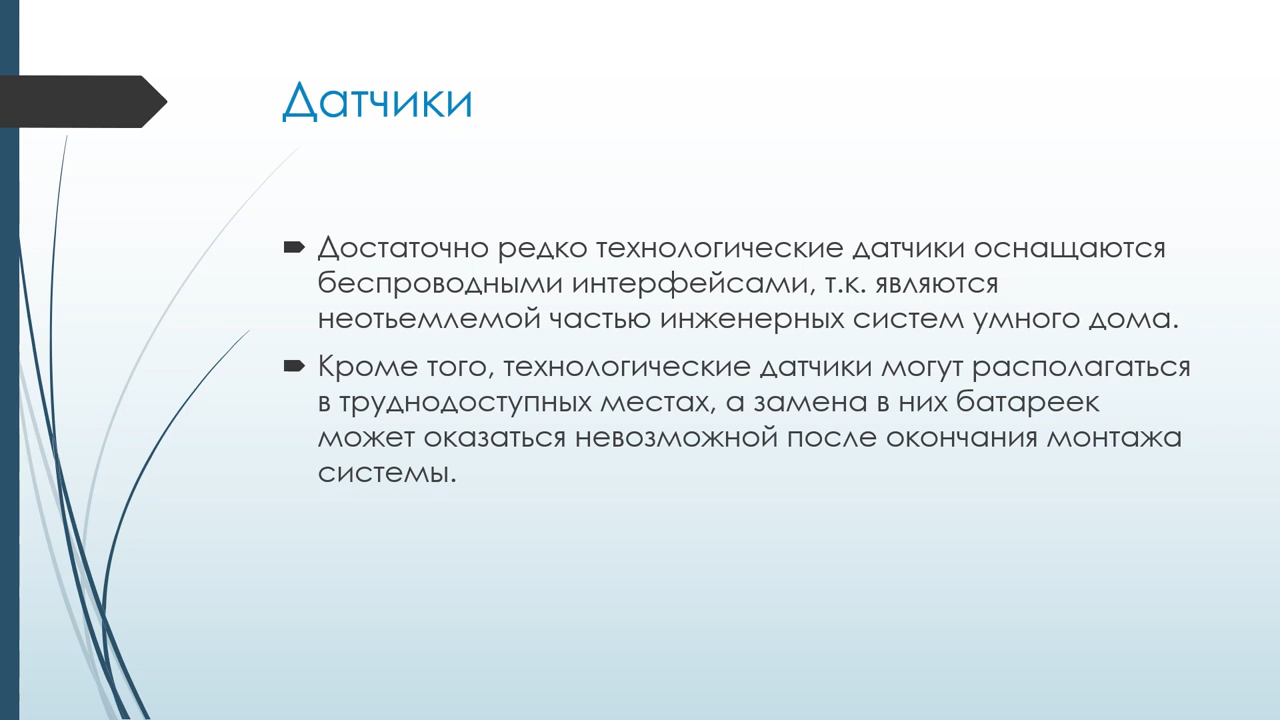 Датчики
Достаточно редко технологические датчики оснащаются
беспроводными интерфейсами, т.к. являются
неотьемлемой частью инженерных систем умного дома.
Кроме того, технологические датчики могут располагаться
в труднодоступных местах, а замена в них батареек
может оказаться невозможной после окончания монтажа
системы.